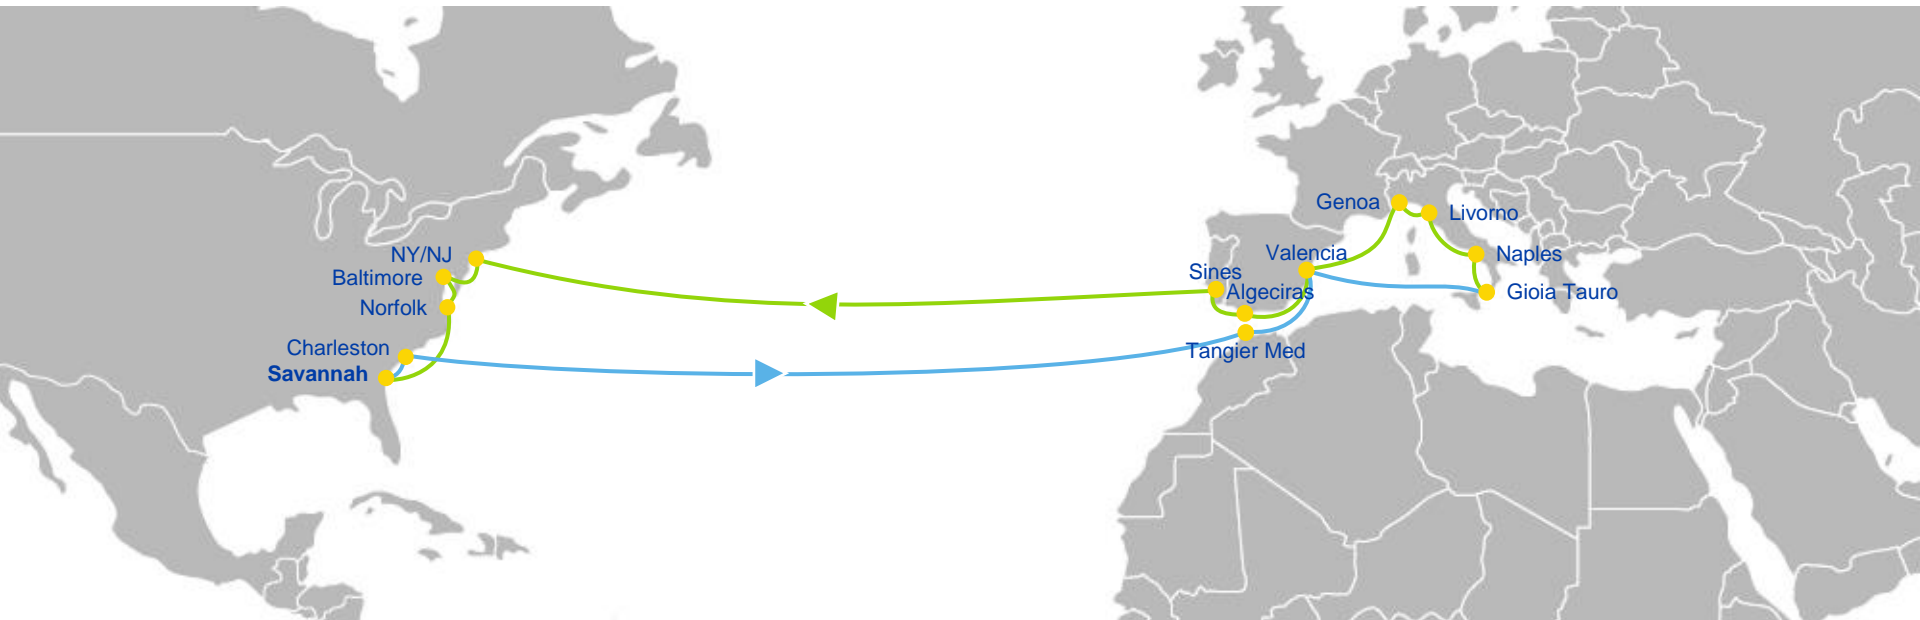 Genoa
Livorno
NY/NJ
Valencia
Naples
Baltimore
Sines
Algeciras
Gioia Tauro
Norfolk
Charleston
Tangier Med
Savannah